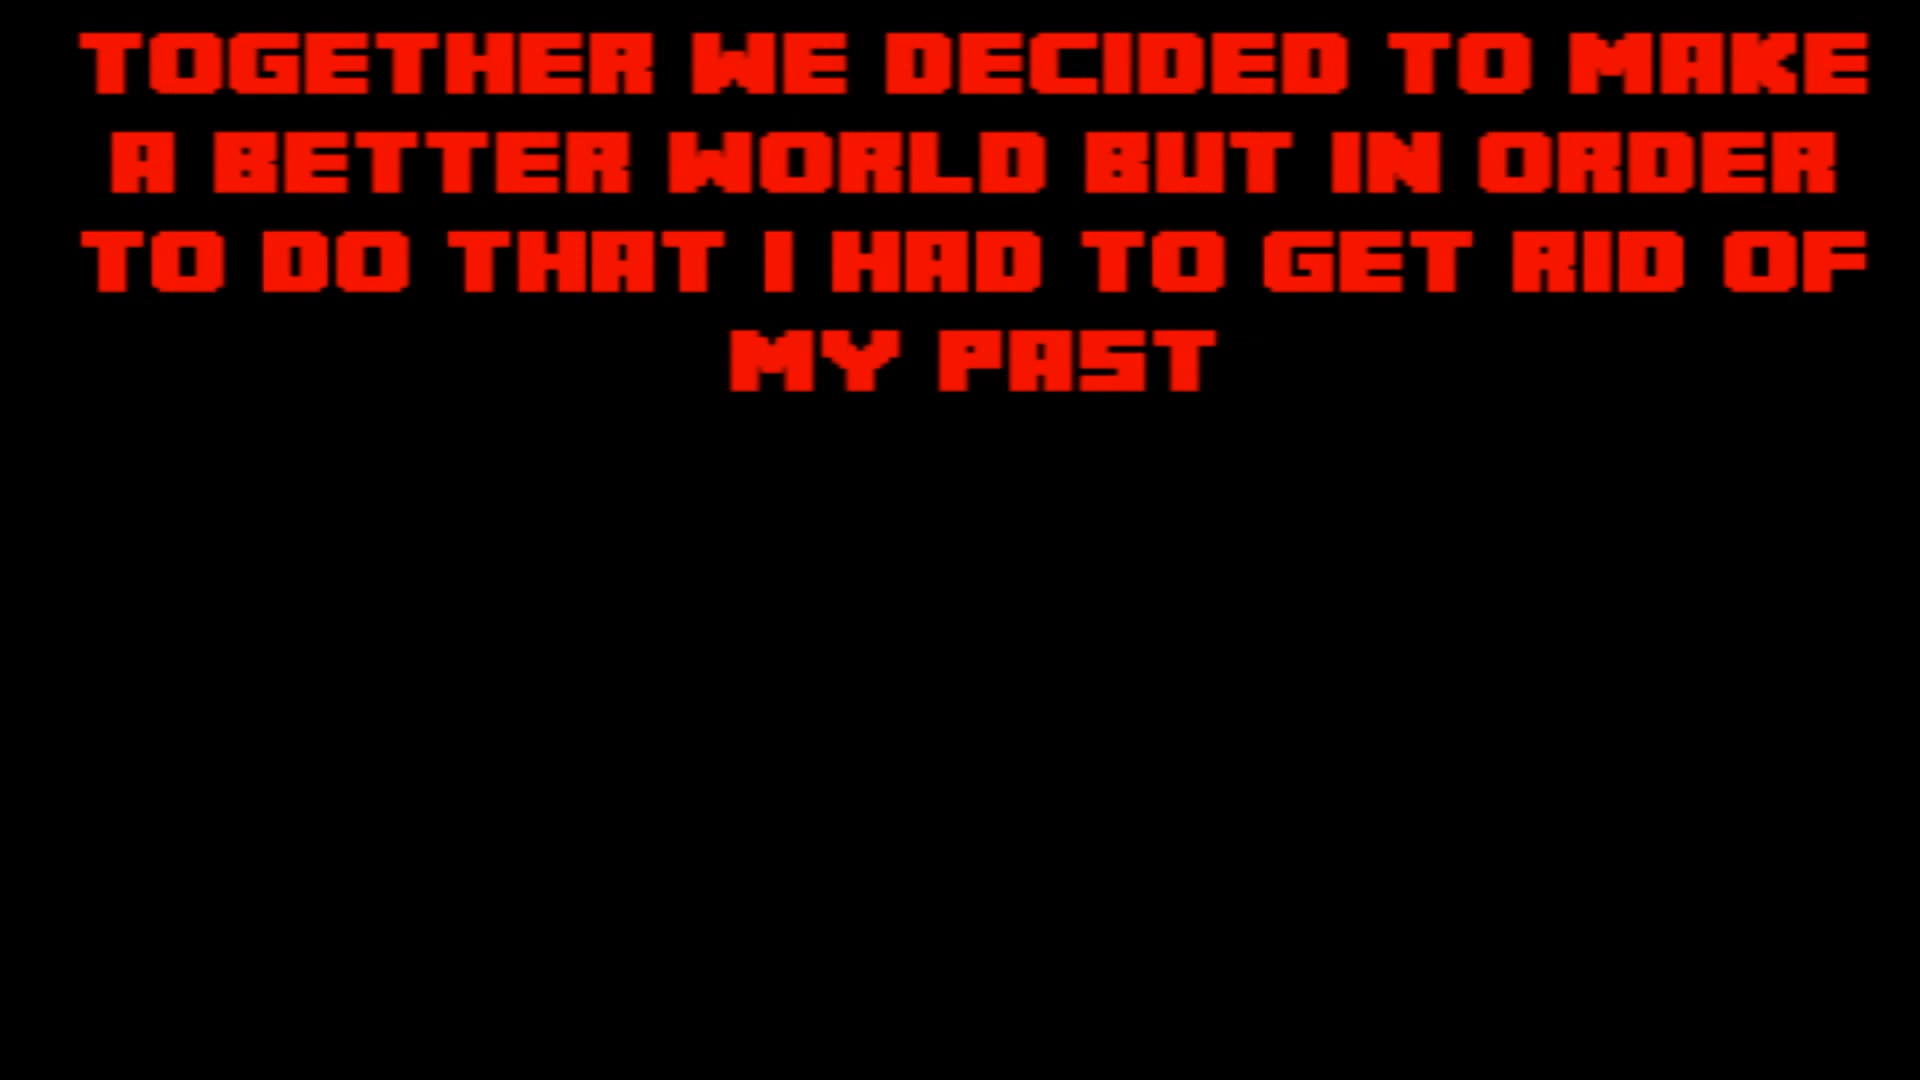 TOGETHER WE DECIDED TO MAKE
A BETTER WORLD BUT IN ORDER
TO DO THAT I HAD TO GET RID OF
MY PAST